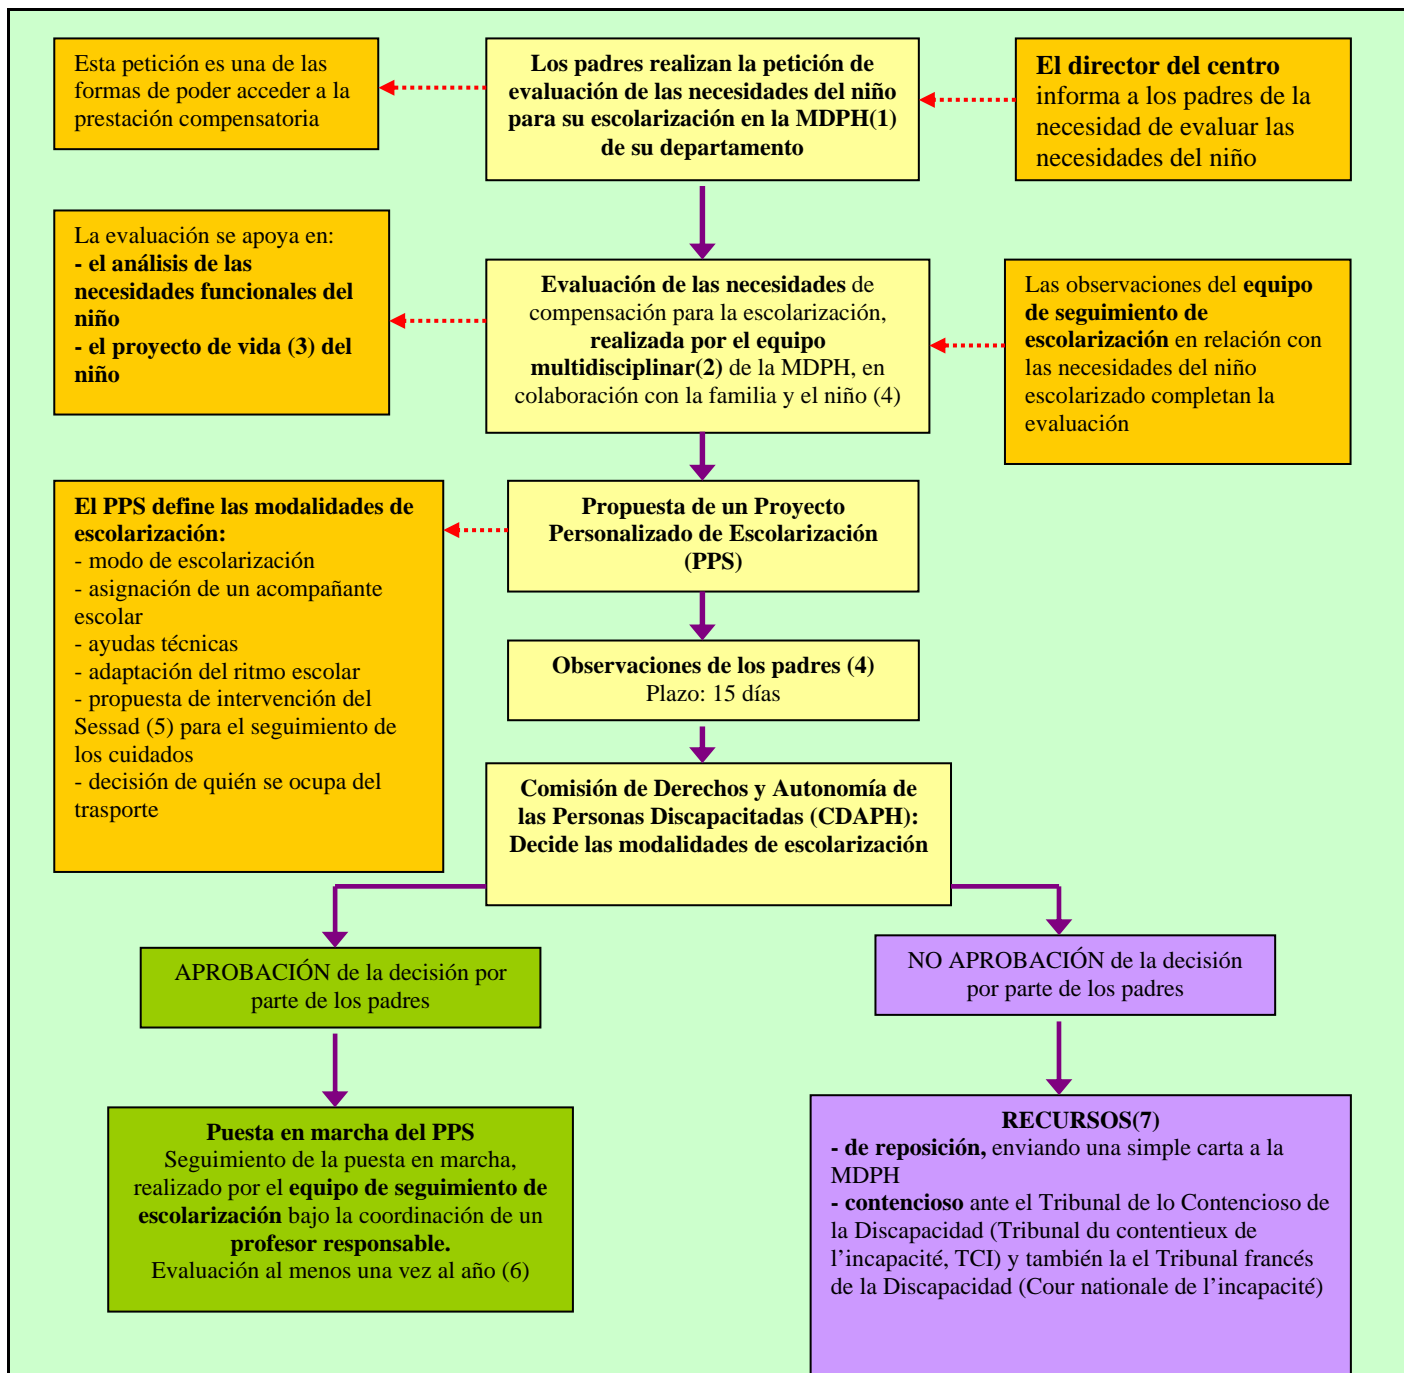 Esta petición es una de las
formas de poder acceder a la
prestación compensatoria
Los padres realizan la petición de
evaluación de las necesidades del niño
para su escolarización en la MDPH(1)
de su departamento
El director del centro
informa a los padres de la
necesidad de evaluar las
necesidades del niño
La evaluación se apoya en:
- el análisis de las
necesidades funcionales del
niño
- el proyecto de vida (3) del
niño
Evaluación de las necesidades de
compensación para la escolarización,
realizada por el equipo
multidisciplinar(2) de la MDPH, en
colaboración con la familia y el niño (4)
Las observaciones del equipo
de seguimiento de
escolarización en relación con
las necesidades del niño
escolarizado completan la
evaluación
El PPS define las modalidades de
escolarización:
- modo de escolarización
- asignación de un acompañante
escolar
- ayudas técnicas
- adaptación del ritmo escolar
- propuesta de intervención del
Sessad (5) para el seguimiento de
los cuidados
- decisión de quién se ocupa del
trasporte
Propuesta de un Proyecto
Personalizado de Escolarización
(PPS)
Observaciones de los padres (4)
Plazo: 15 días
Comisión de Derechos y Autonomía de
las Personas Discapacitadas (CDAPH):
Decide las modalidades de escolarización
APROBACIÓN de la decisión por
parte de los padres
NO APROBACIÓN de la decisión
por parte de los padres
Puesta en marcha del PPS
Seguimiento de la puesta en marcha,
realizado por el equipo de seguimiento de
escolarización bajo la coordinación de un
profesor responsable.
Evaluación al menos una vez al año (6)
RECURSOS(7)
- de reposición, enviando una simple carta a la
MDPH
- contencioso ante el Tribunal de lo Contencioso de
la Discapacidad (Tribunal du contentieux de
l’incapacité, TCI) y también la el Tribunal francés
de la Discapacidad (Cour nationale de l’incapacité)